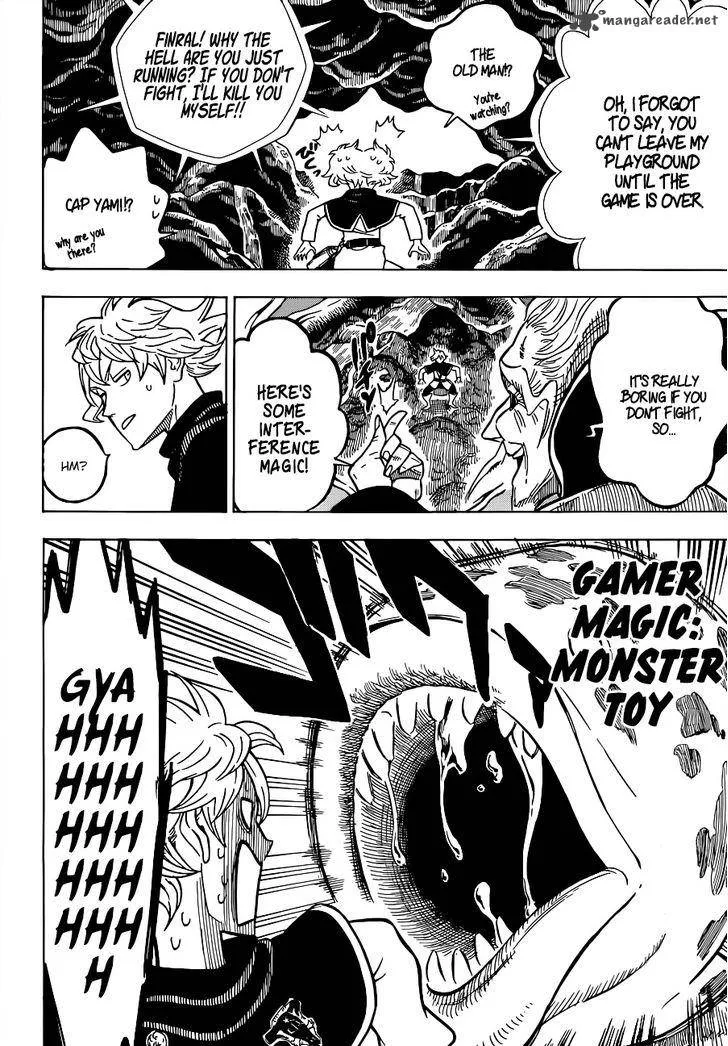 mangareader.net
OH, I FORGOT
TO SAY, YOU
CAN'T LEAVE MY
PLAYGROUND
UNTIL THE
GAME IS OVER
THE
OLD MAN!?
You're
watching?
FINRAL! WHY THE
HELL ARE YOU JUST
RUNNING? IF YOU DON'T
FIGHT, I'LL KILL YOU
MYSELF!!
CAP YAMI!?
why are you
there?
IT'S REALLY
BORING IF YOU
DON'T FIGHT,
SO...
HERE'S
SOME
INTER-
FERENCE
MAGIC!
HM?
GAMER
MAGIC:
MONSTER
TOY
GYA
HHH
HHH
HHH
HHH
HHH
H